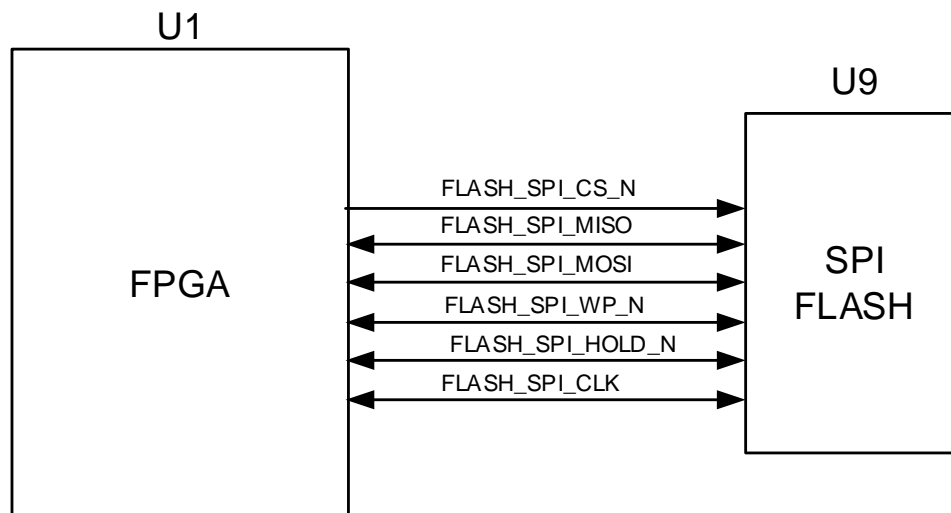 U1
U9
FLASH_SPI_CS_N
FLASH_SPI_MISO
FLASH_SPI_MOSI
FLASH_SPI_WP_N
FLASH_SPI_HOLD_N
FLASH_SPI_CLK
FPGA
SPI
FLASH